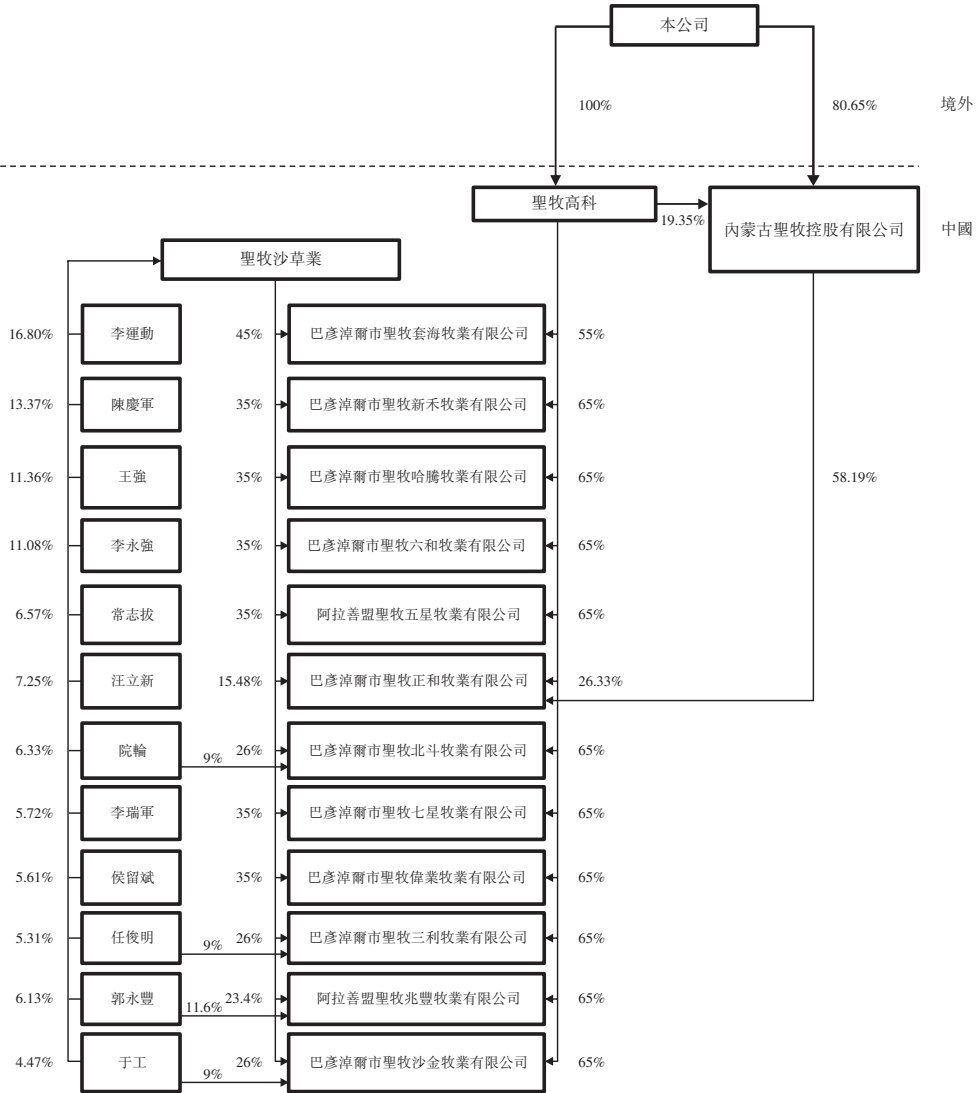 本公司
100%
80.65%
境外
聖牧高科
19.35%
內蒙古聖牧控股有限公司
中國
聖牧沙草業
16.80%
李運動
45%
巴彥淖爾市聖牧套海牧業有限公司
55%
13.37%
陳慶軍
35%
巴彥淖爾市聖牧新禾牧業有限公司
65%
11.36%
王強
35%
巴彥淖爾市聖牧哈騰牧業有限公司
65%
58.19%
11.08%
李永強
35%
巴彥淖爾市聖牧六和牧業有限公司
65%
6.57%
常志拔
35%
阿拉善盟聖牧五星牧業有限公司
65%
7.25%
汪立新
15.48%
巴彥淖爾市聖牧正和牧業有限公司
26.33%
6.33%
院輪
9%
26%
巴彥淖爾市聖牧北斗牧業有限公司
65%
5.72%
李瑞軍
35%
巴彥淖爾市聖牧七星牧業有限公司
65%
5.61%
侯留斌
35%
巴彥淖爾市聖牧偉業牧業有限公司
65%
5.31%
任俊明
9%
26%
巴彥淖爾市聖牧三利牧業有限公司
65%
6.13%
郭永豐
11.6%
23.4%
阿拉善盟聖牧兆豐牧業有限公司
65%
4.47%
于工
9%
26%
巴彥淖爾市聖牧沙金牧業有限公司
65%